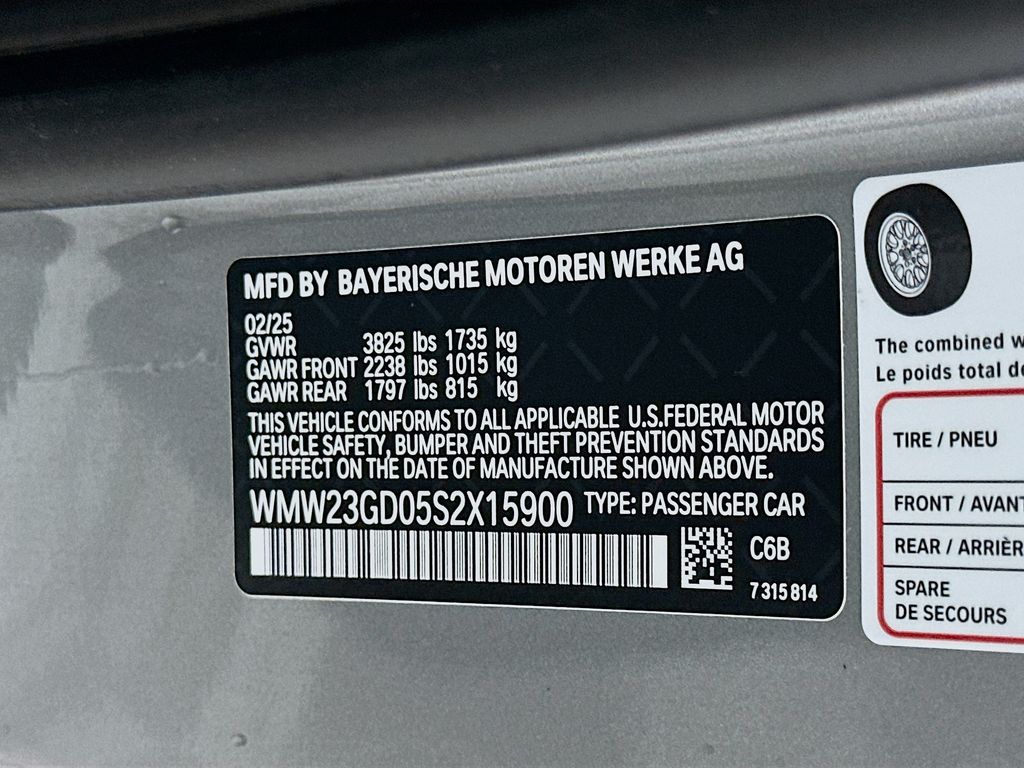 MFD BY BAYERISCHE MOTOREN WERKE AG
02/25
GVWR 3825 lbs 1735 kg
GAWR FRONT 2238 lbs 1015 kg
GAWR REAR 1797 lbs 815 kg
THIS VEHICLE CONFORMS TO ALL APPLICABLE U.S.FEDERAL MOTOR
VEHICLE SAFETY, BUMPER AND THEFT PREVENTION STANDARDS
IN EFFECT ON THE DATE OF MANUFACTURE SHOWN ABOVE.
WMW23GD05S2X15900 TYPE: PASSENGER CAR
C6B
7 315 814
The combined
Le poids total
TIRE / PNEU
FRONT / AVANT
REAR / ARRIÈR
SPARE
DE SECOURS